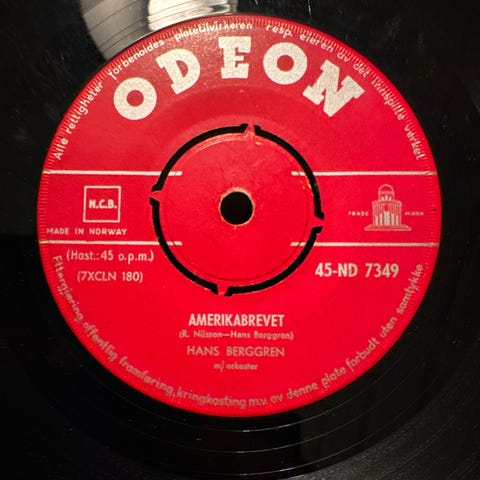 Alle rettigheter forbeholdes platetilvirkeren resp. eieren av det innspilte verket
ODEON
N.C.B.
TRADE MARK
MADE IN NORWAY
(Hast.: 45 o.p.m.)
(7XCLN 180)
45-ND 7349
AMERIKABREVET
(R. Nilsson—Hans Berggren)
HANS BERGGREN
m/ orkester
Ettergjøring, offentlig fremføring, kringkasting m.v. av denne plate forbudt uten samtykke.